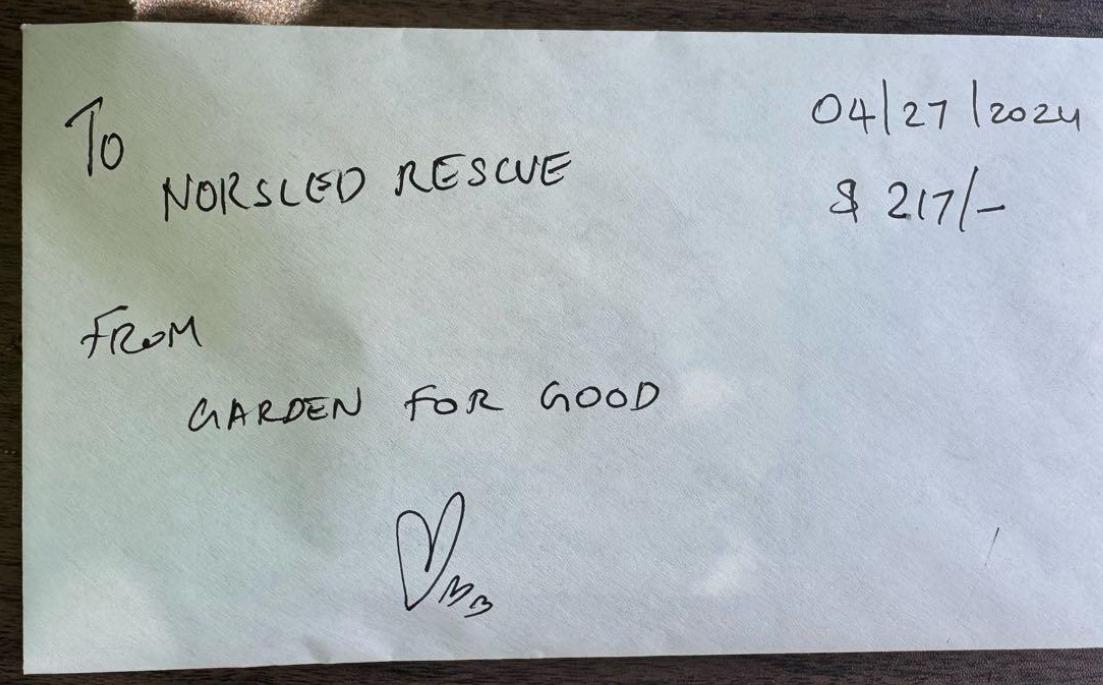 To
NORSLED RESCUE
04/27/2024
$ 217/-
FROM
GARDEN FOR GOOD